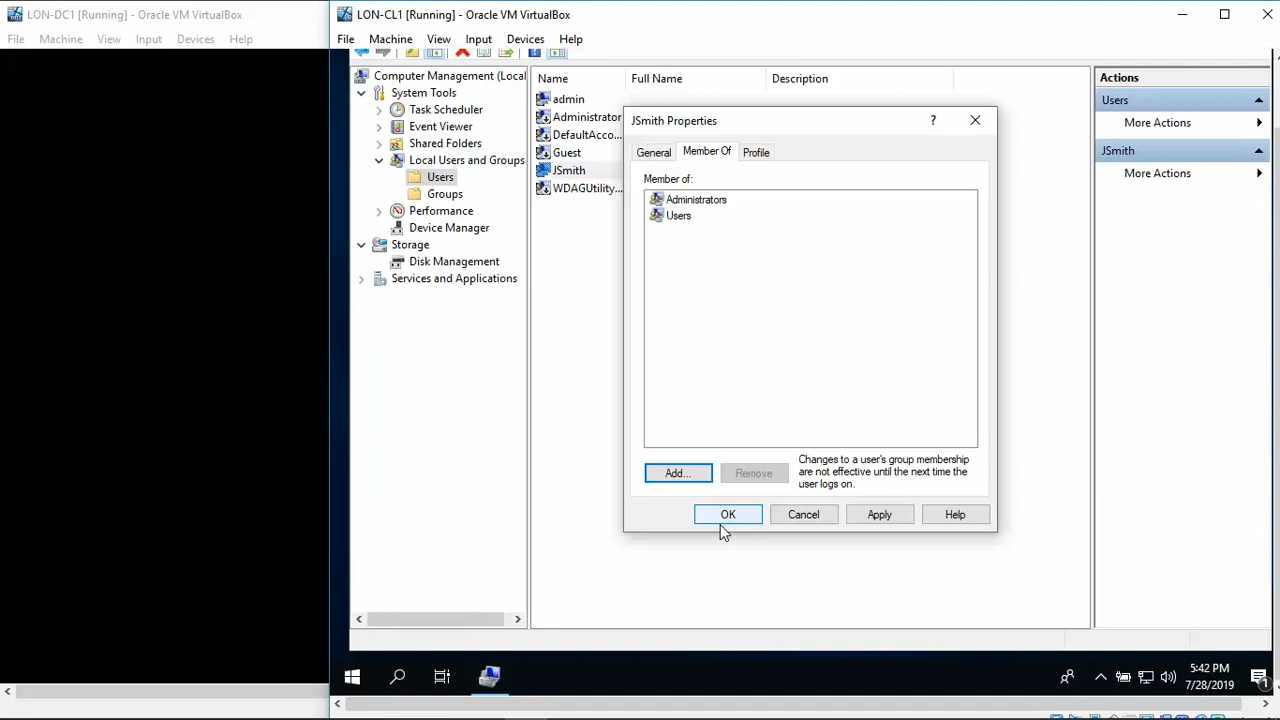 LON-DC1 [Running] - Oracle VM VirtualBox
File Machine View Input Devices Help
LON-CL1 [Running] - Oracle VM VirtualBox
File Machine View Input Devices Help
Computer Management (Local
System Tools
Task Scheduler
Event Viewer
Shared Folders
Local Users and Groups
Users
Groups
Performance
Device Manager
Storage
Disk Management
Services and Applications
Name Full Name Description
admin
Administrator
DefaultAcco...
Guest
JSmith
WDAGUtility...
JSmith Properties
General Member Of Profile
Member of:
Administrators
Users
Add... Remove
Changes to a user's group membership
are not effective until the next time the
user logs on.
OK Cancel Apply Help
Actions
Users
More Actions
JSmith
More Actions
5:42 PM
7/28/2019
1